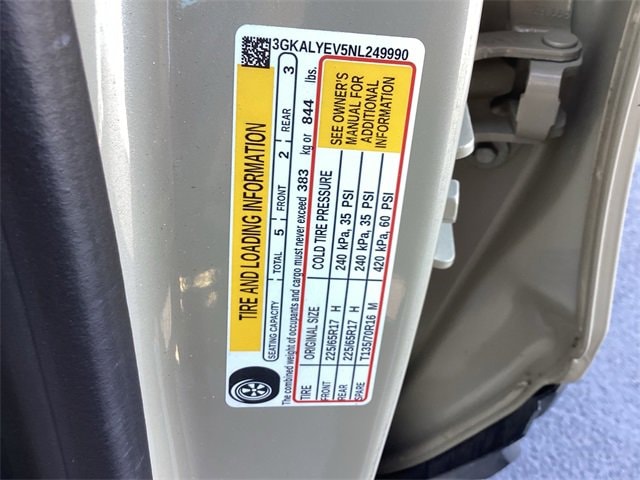 3GKALYEV5NL249990
TIRE AND LOADING INFORMATION
SEATING CAPACITY TOTAL 5 FRONT 2 REAR 3
The combined weight of occupants and cargo must never exceed 383 kg or 844 lbs.
TIRE ORIGINAL SIZE COLD TIRE PRESSURE
FRONT 225/65R17 H 240 kPa, 35 PSI
REAR 225/65R17 H 240 kPa, 35 PSI
SPARE T135/70R16 M 420 kPa, 60 PSI
SEE OWNER'S
MANUAL FOR
ADDITIONAL
INFORMATION